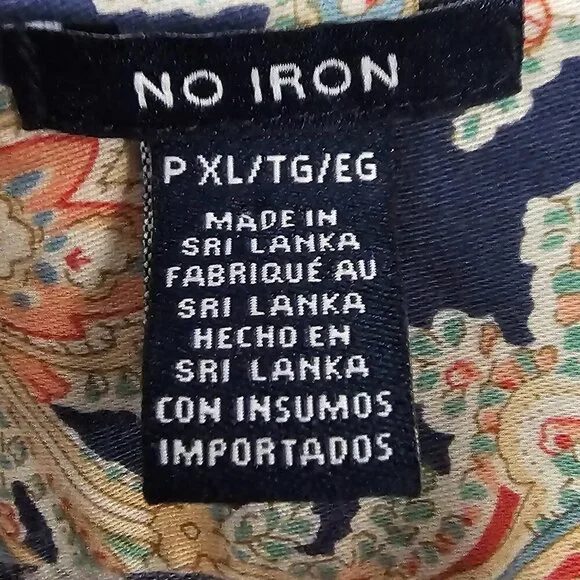 NO IRON
P XL/TG/EG
MADE IN
SRI LANKA
FABRIQUÉ AU
SRI LANKA
HECHO EN
SRI LANKA
CON INSUMOS
IMPORTADOS